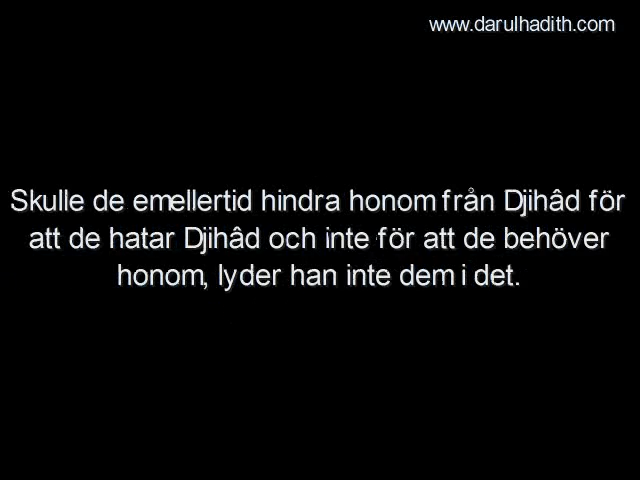 www.darulhadith.com
Skulle de emellertid hindra honom från Djihâd för
att de hatar Djihâd och inte för att de behöver
honom, lyder han inte dem i det.